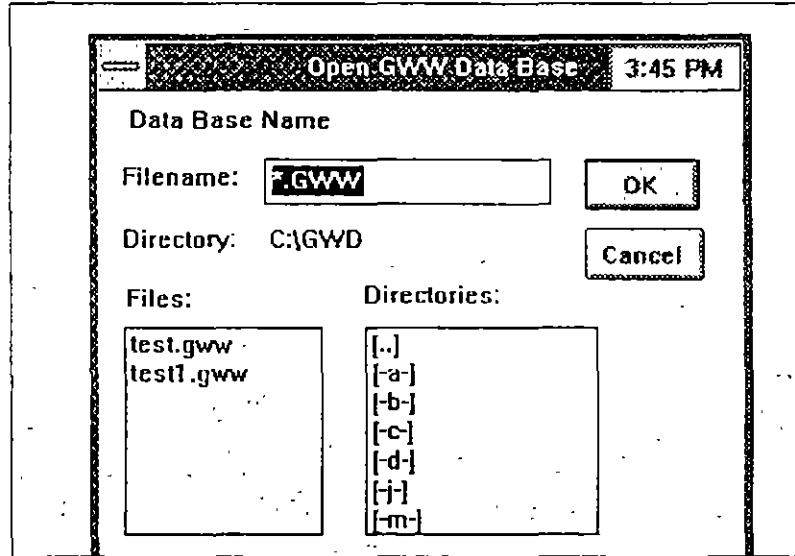 Open GWW Data Base 3:45 PM
Data Base Name
Filename: *.GWW OK
Directory: C:\GWD Cancel
Files: Directories:
test.gww [..]
test1.gww [-a-]
[-b-]
[-c-]
[-d-]
[-j-]
[-m-]